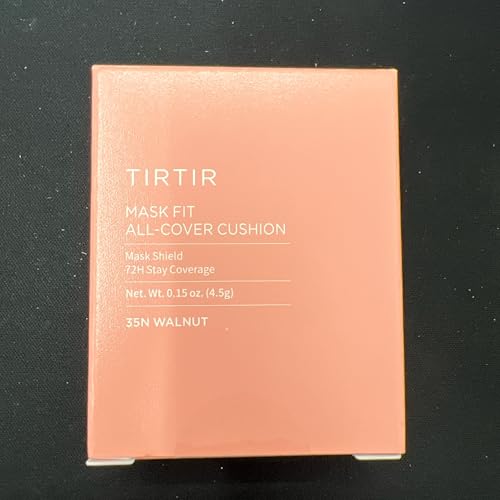 TIRTIR
MASK FIT
ALL-COVER CUSHION
Mask Shield
72H Stay Coverage
Net. Wt. 0.15 oz. (4.5g)
35N WALNUT